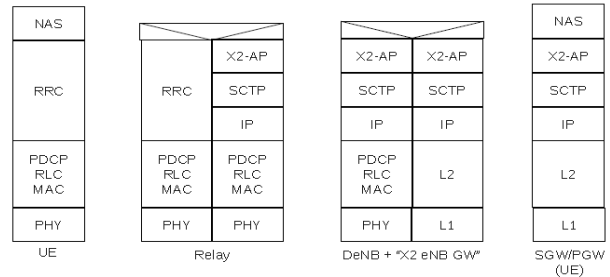 NAS
RRC
PDCP
RLC
MAC
PHY
UE
RRC
PDCP
RLC
MAC
PHY
X2-AP
SCTP
IP
PDCP
RLC
MAC
PHY
Relay
X2-AP
SCTP
IP
PDCP
RLC
MAC
PHY
X2-AP
SCTP
IP
L2
L1
DeNB + "X2 eNB GW"
NAS
X2-AP
SCTP
IP
L2
L1
SGW/PGW
(UE)